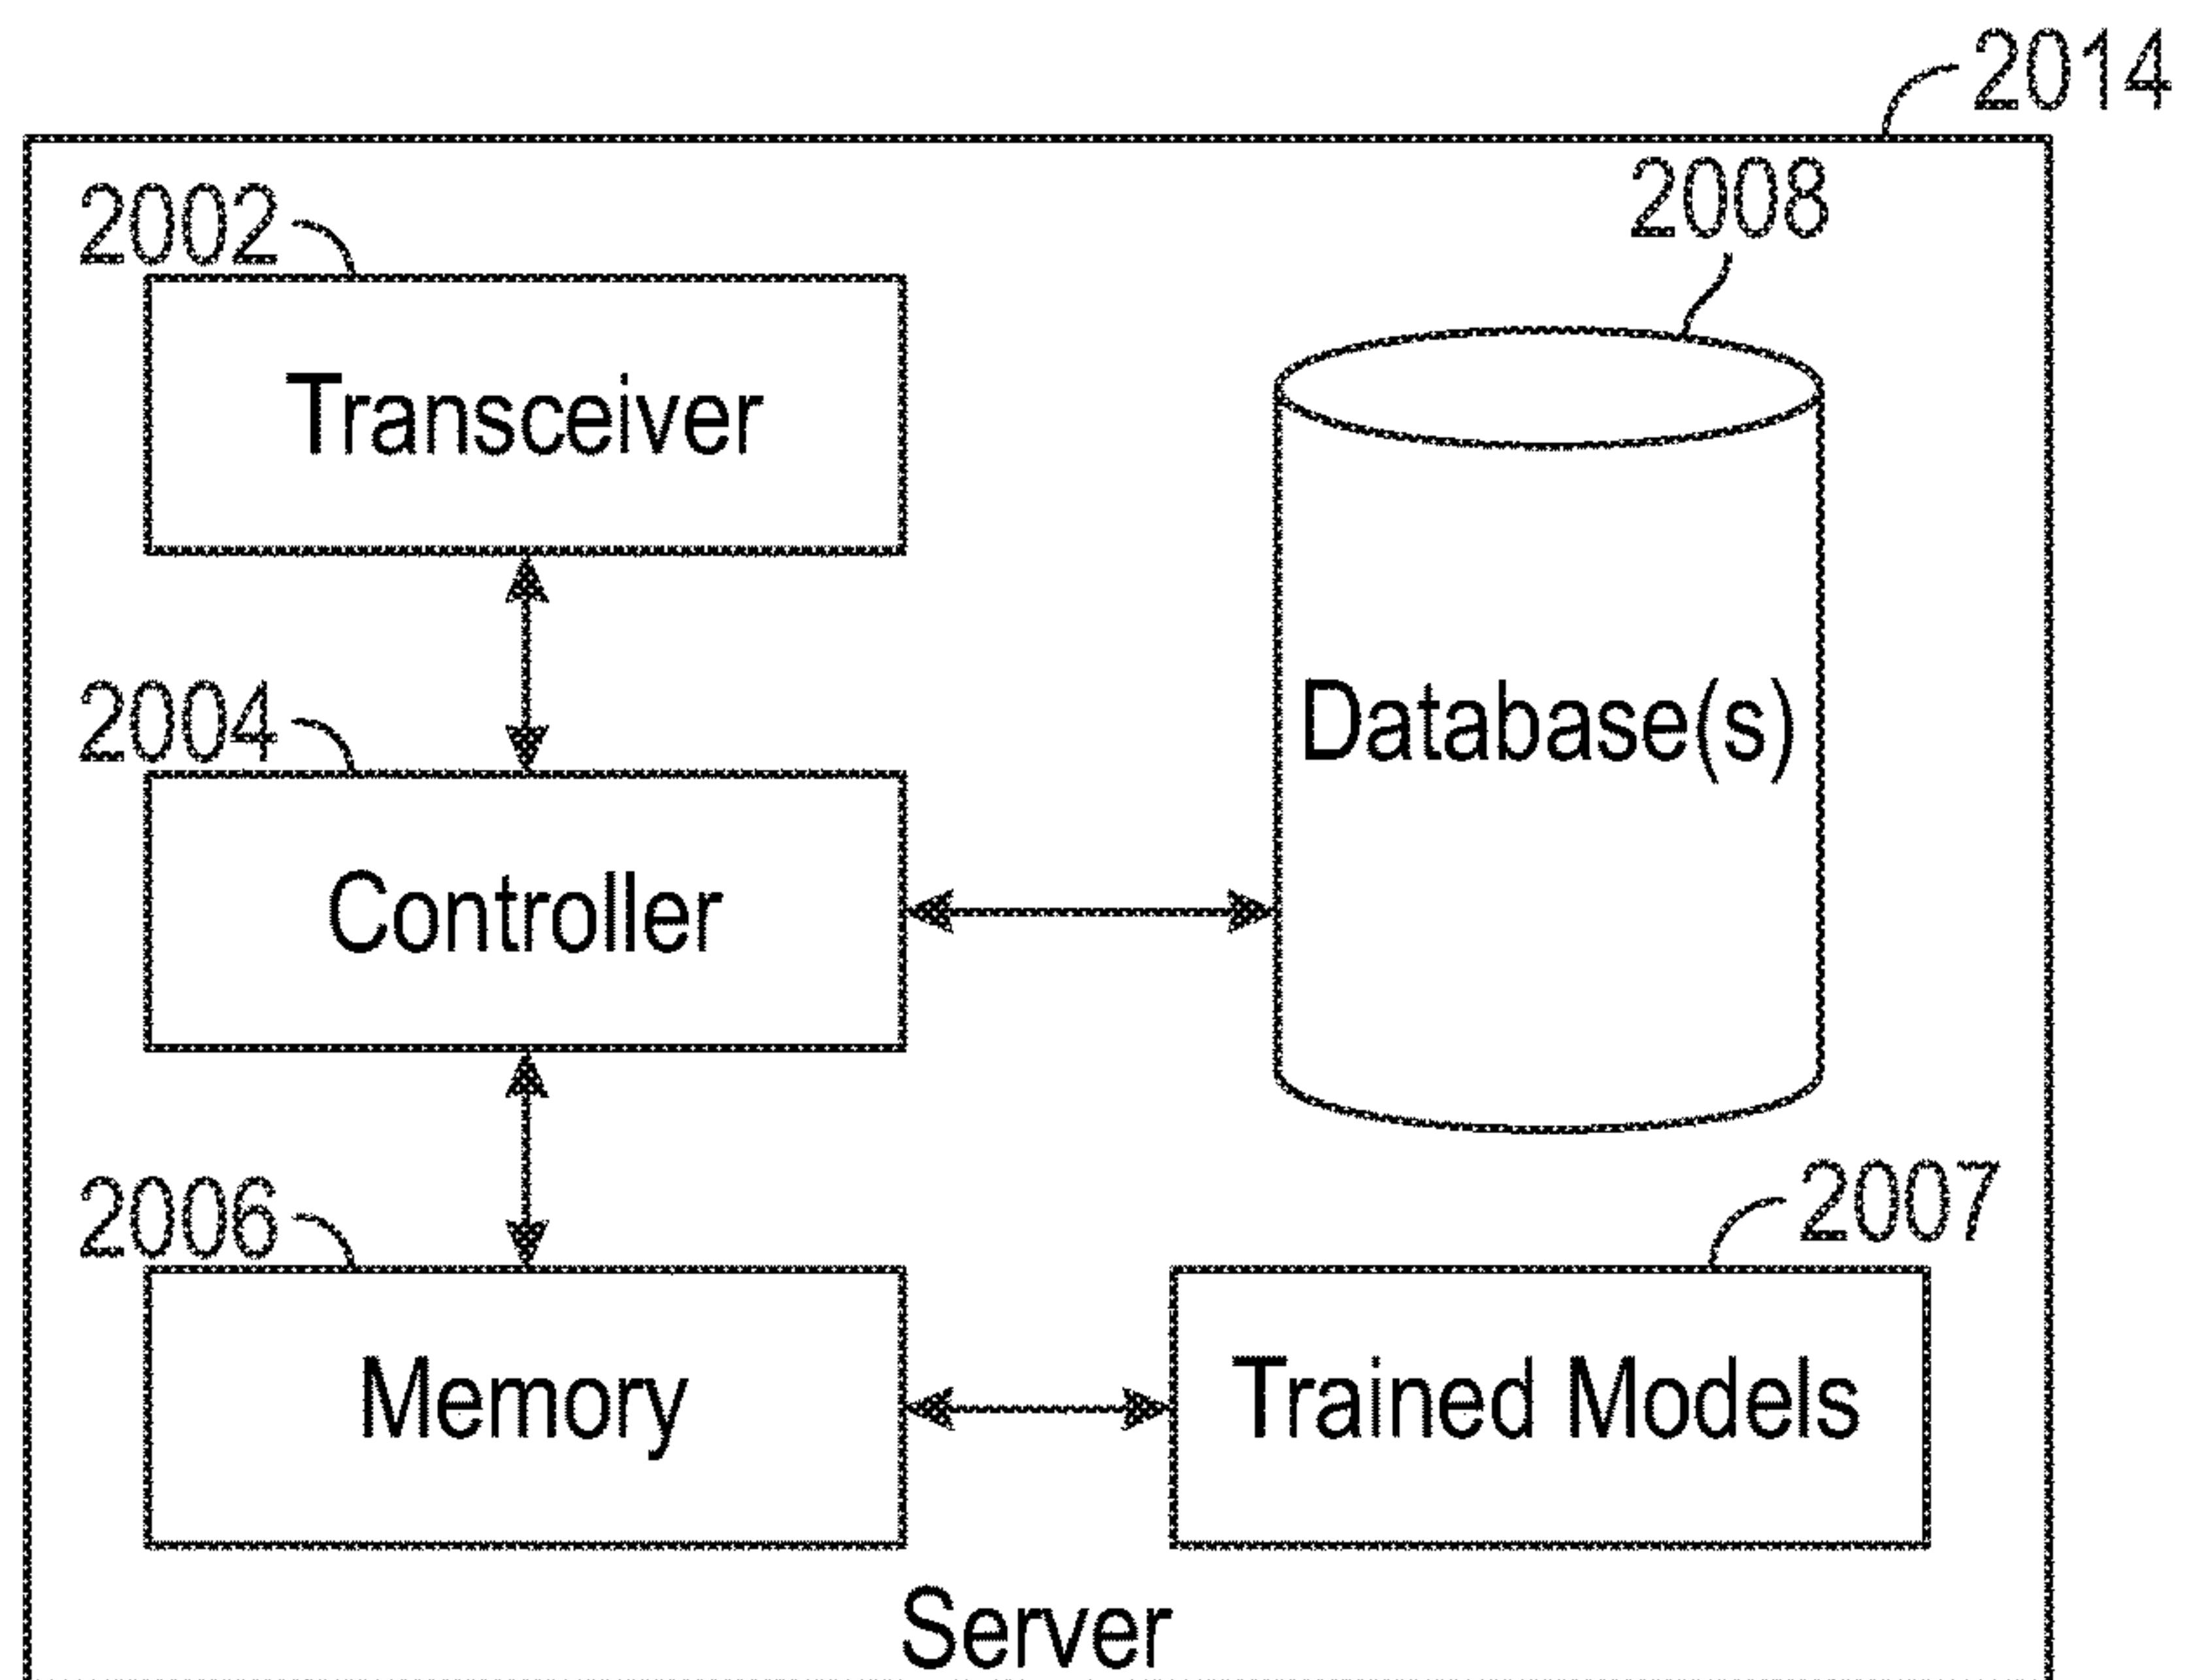 2014
2002
2008
Transceiver
2004
Database(s)
Controller
2006
2007
Memory
Trained Models
Server